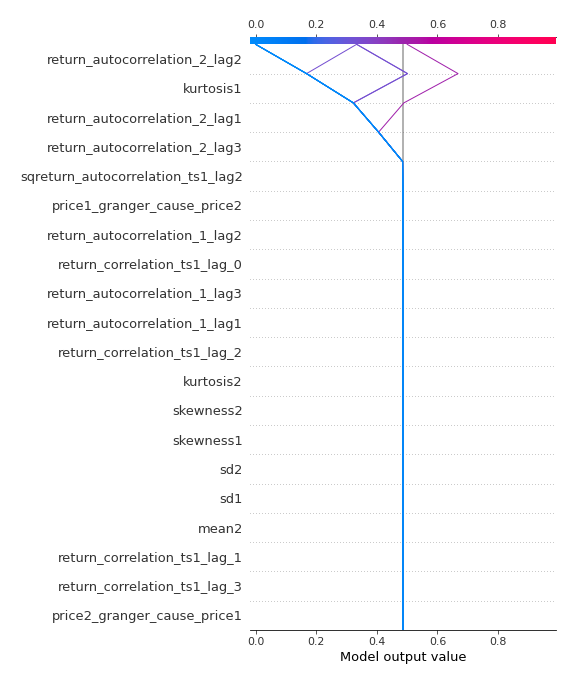 0.0 0.2 0.4 0.6 0.8
return_autocorrelation_2_lag2
kurtosis1
return_autocorrelation_2_lag1
return_autocorrelation_2_lag3
sqreturn_autocorrelation_ts1_lag2
price1_granger_cause_price2
return_autocorrelation_1_lag2
return_correlation_ts1_lag_0
return_autocorrelation_1_lag3
return_autocorrelation_1_lag1
return_correlation_ts1_lag_2
kurtosis2
skewness2
skewness1
sd2
sd1
mean2
return_correlation_ts1_lag_1
return_correlation_ts1_lag_3
price2_granger_cause_price1
0.0 0.2 0.4 0.6 0.8
Model output value